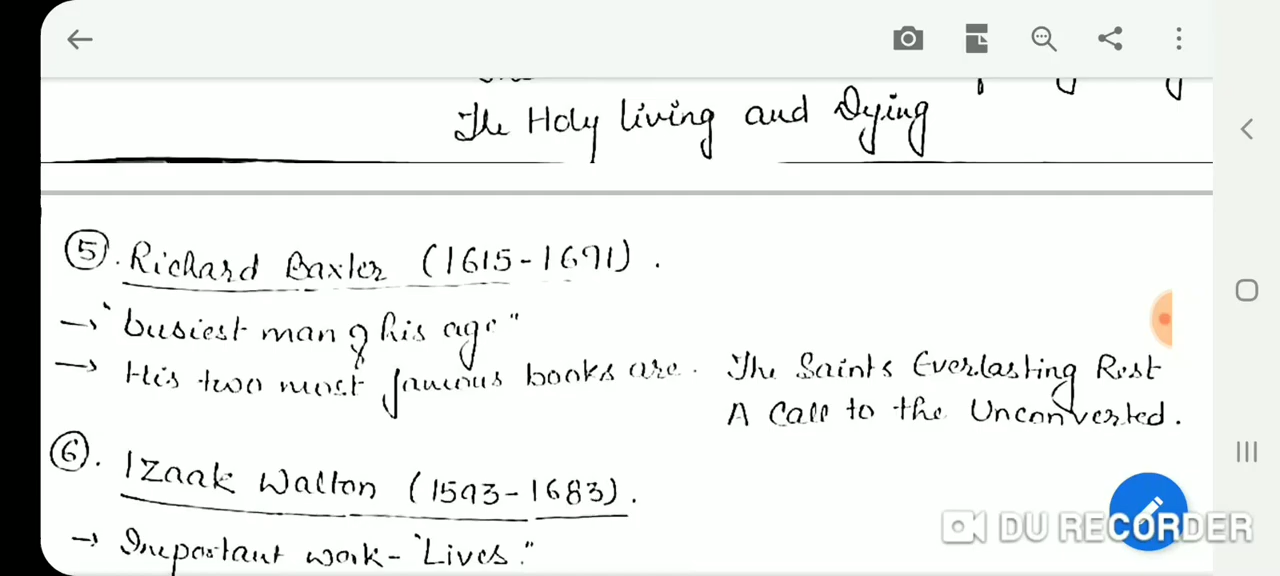 The Holy living and Dying
5. Richard Baxter (1615-1691).
→ "busiest man of his age"
→ His two most famous books are. The Saints Everlasting Rest
A Call to the Unconverted.
6. Izaak Walton (1593-1683).
→ Important work - "Lives."
DU RECORDER